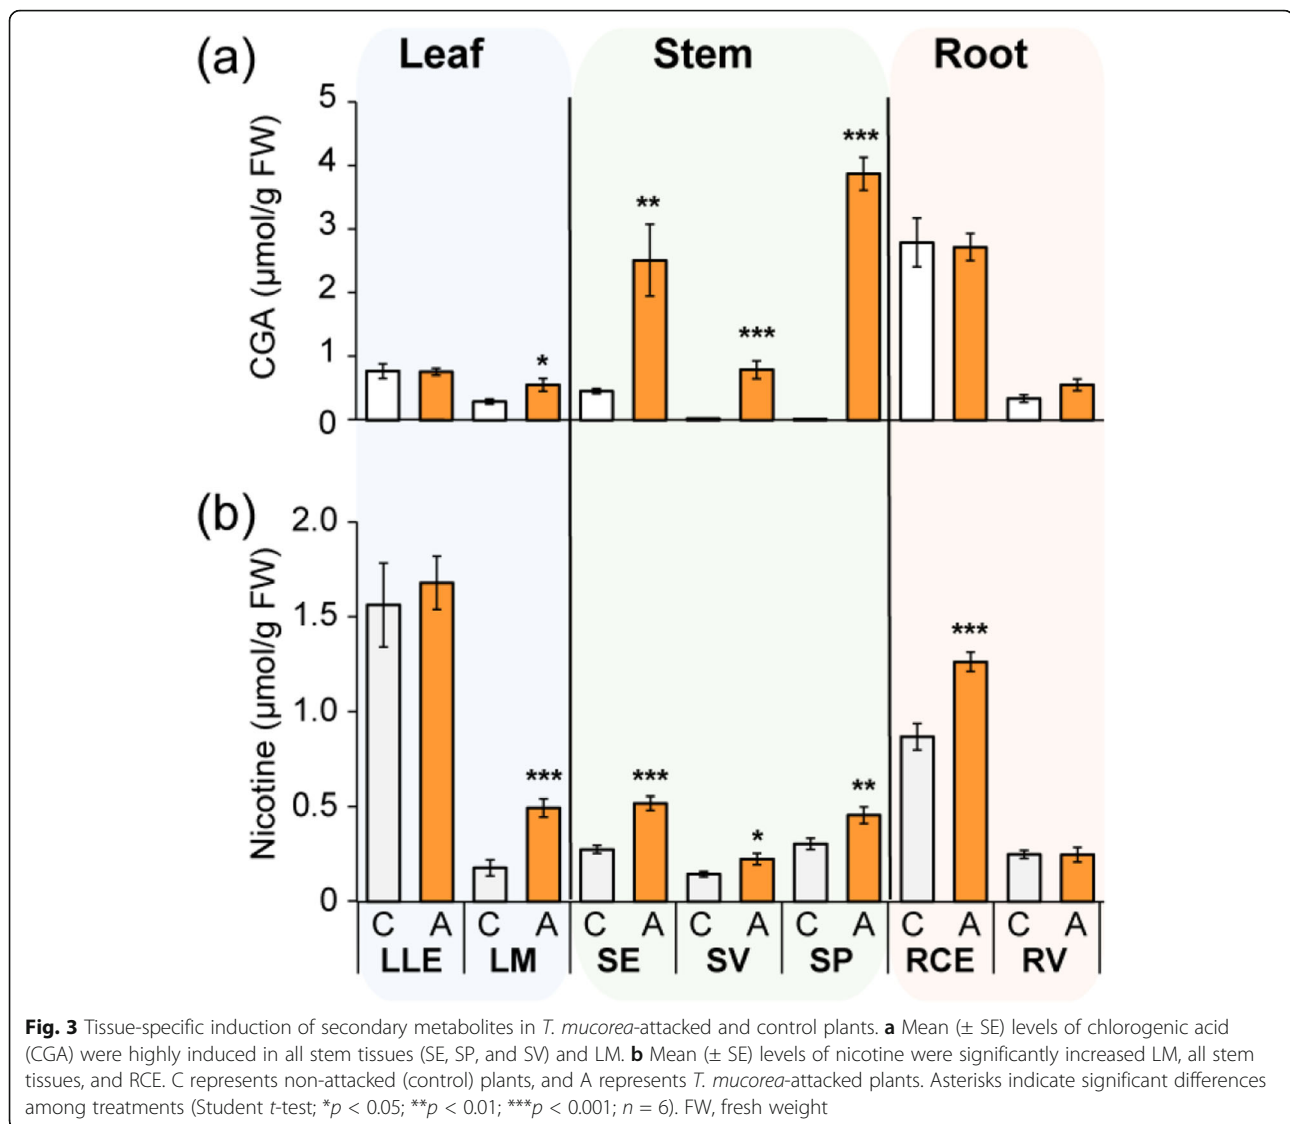 (a) Leaf Stem Root
CGA (µmol/g FW)
5
4
3
2
1
0
* ** *** ***
(b)
Nicotine (µmol/g FW)
2.0
1.5
1.0
0.5
0
*** *** * ** ***
C A C A C A C A C A C A C A
LLE LM SE SV SP RCE RV
Fig. 3 Tissue-specific induction of secondary metabolites in T. mucorea-attacked and control plants. a Mean (± SE) levels of chlorogenic acid
(CGA) were highly induced in all stem tissues (SE, SP, and SV) and LM. b Mean (± SE) levels of nicotine were significantly increased LM, all stem
tissues, and RCE. C represents non-attacked (control) plants, and A represents T. mucorea-attacked plants. Asterisks indicate significant differences
among treatments (Student t-test; *p < 0.05; **p < 0.01; ***p < 0.001; n = 6). FW, fresh weight